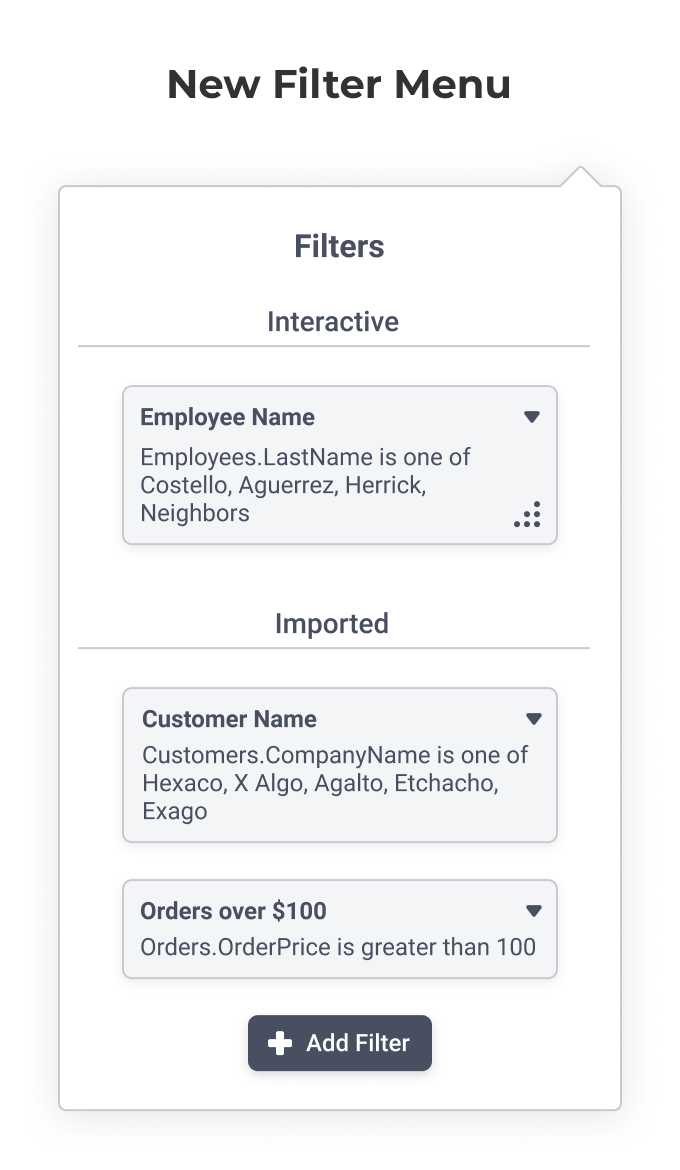 New Filter Menu
Filters
Interactive
Employee Name
Employees.LastName is one of
Costello, Aguerrez, Herrick,
Neighbors
Imported
Customer Name
Customers.CompanyName is one of
Hexaco, X Algo, Agalto, Etchacho,
Exago
Orders over $100
Orders.OrderPrice is greater than 100
Add Filter